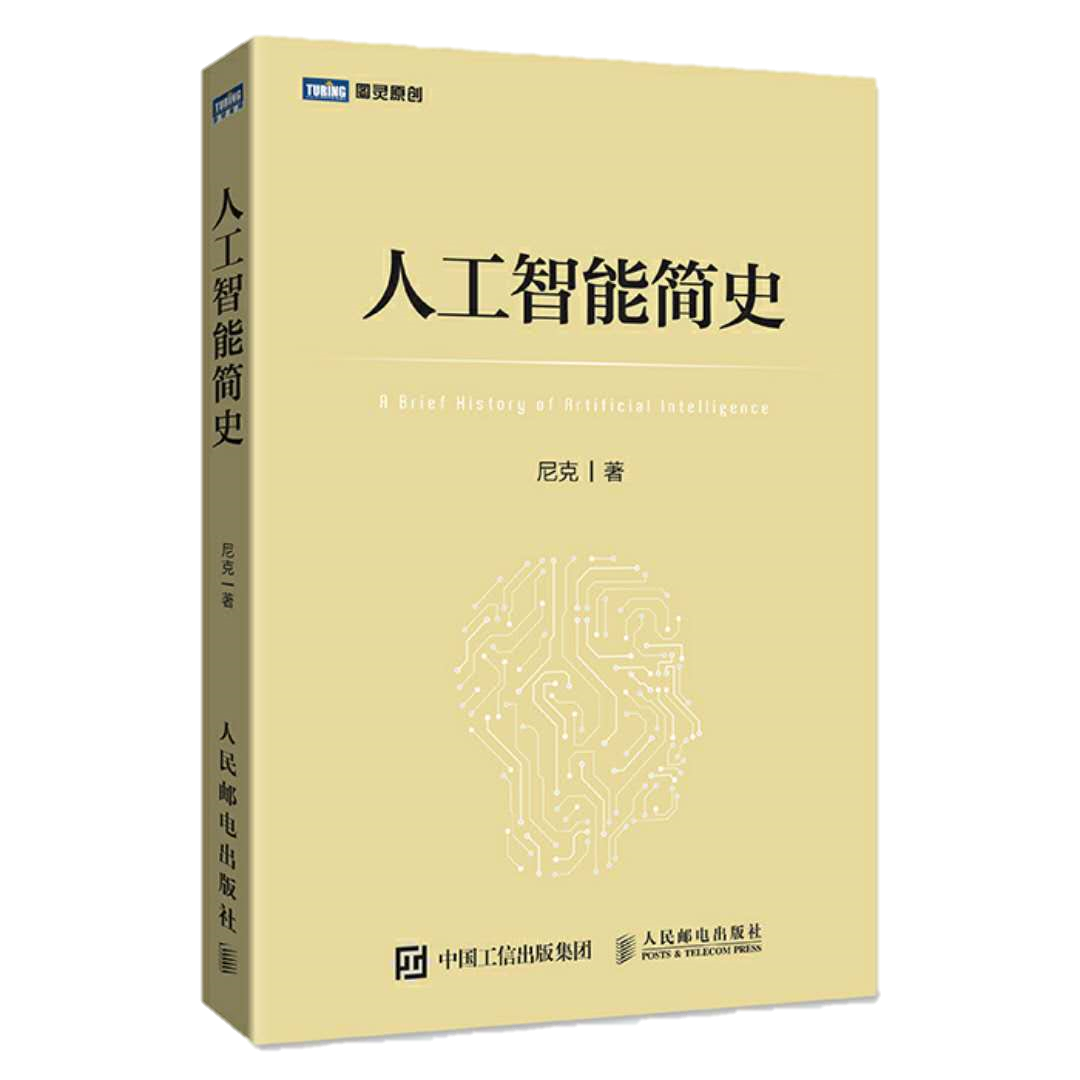 TURING 图灵原创
人工智能简史
A Brief History of Artificial Intelligence
尼克 | 著
中国工信出版集团
人民邮电出版社
POSTS & TELECOM PRESS
TURING
人工智能简史
尼克 | 著
人民邮电出版社